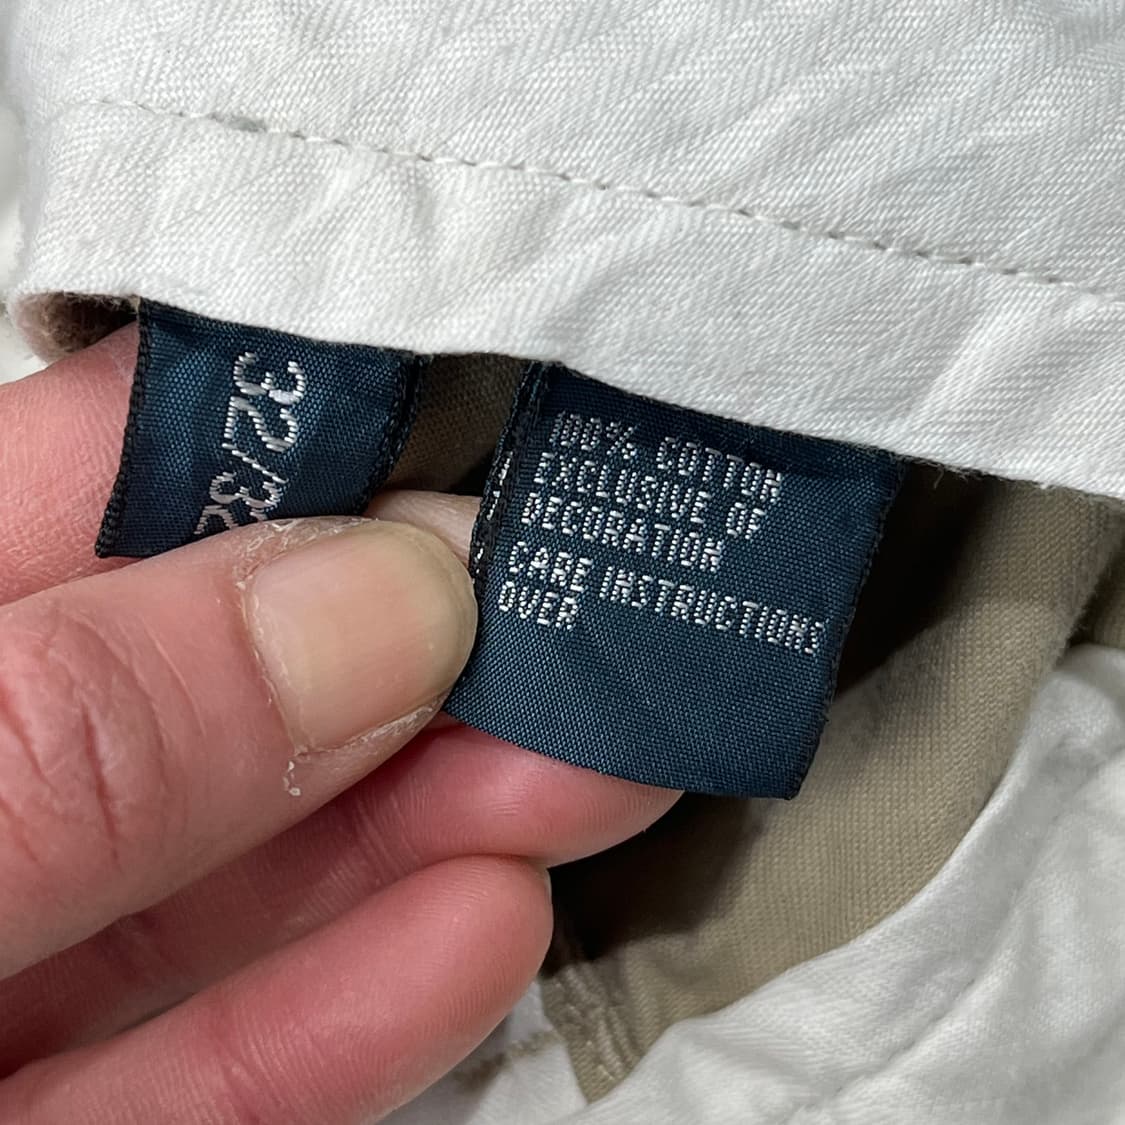 32/32
100% COTTON
EXCLUSIVE OF
DECORATION
CARE INSTRUCTIONS
OVER